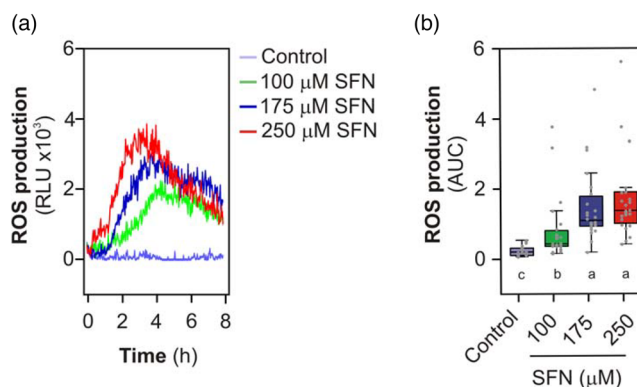 (a)
ROS production
(RLU x10³)
6
4
2
0
0 2 4 6 8
Time (h)
Control
100 μM SFN
175 μM SFN
250 μM SFN
(b)
ROS production
(AUC)
6
4
2
0
c b a a
Control 100 175 250
SFN (μM)